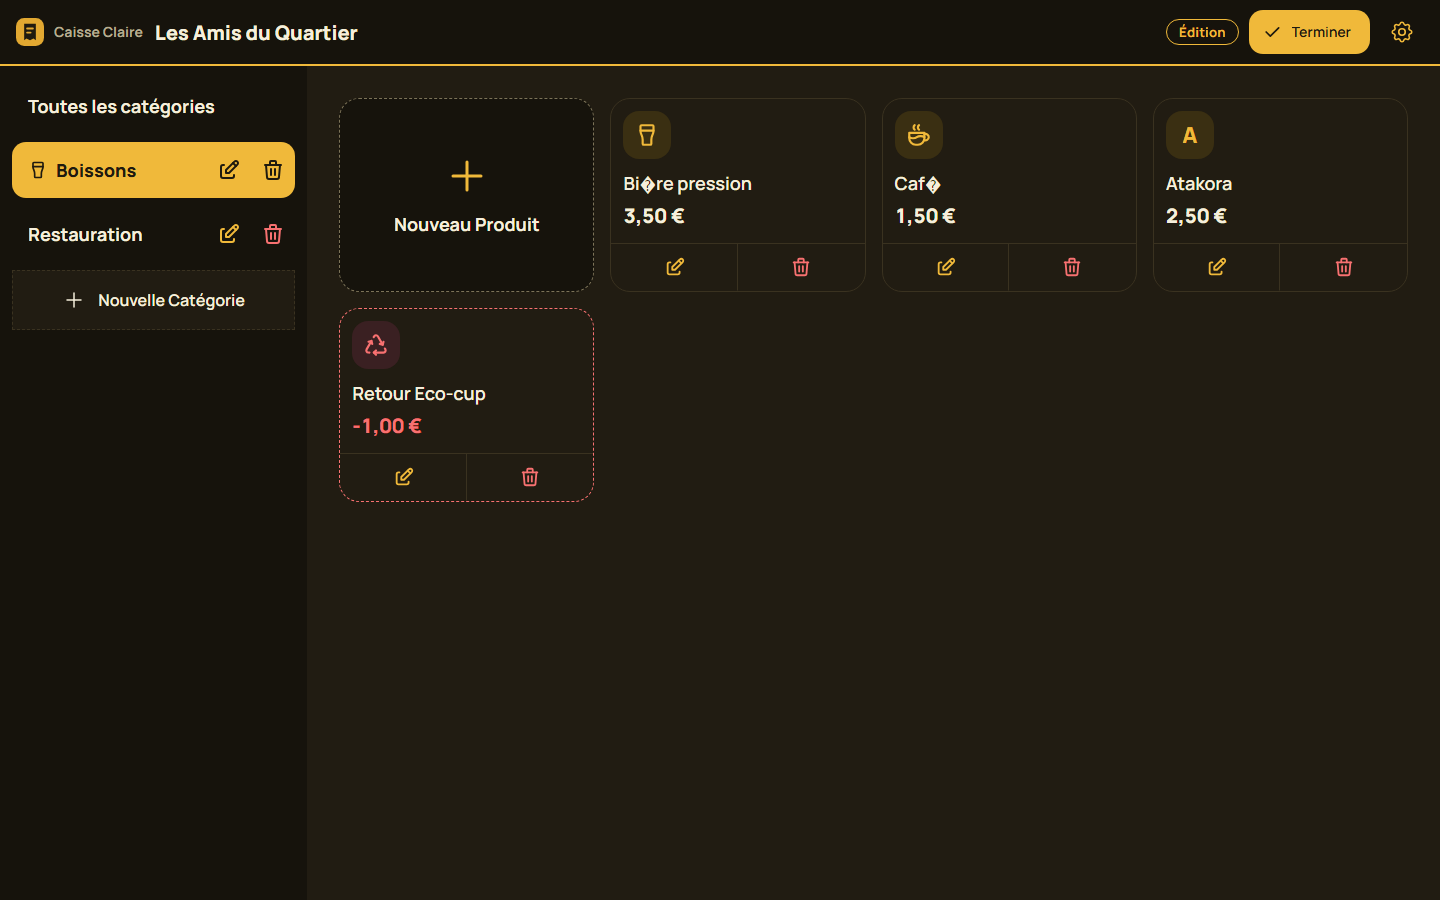 Caisse Claire Les Amis du Quartier
Édition
Terminer
Toutes les catégories
Boissons
Restauration
Nouvelle Catégorie
Nouveau Produit
Bi�re pression
3,50 €
Caf�
1,50 €
A
Atakora
2,50 €
Retour Eco-cup
-1,00 €